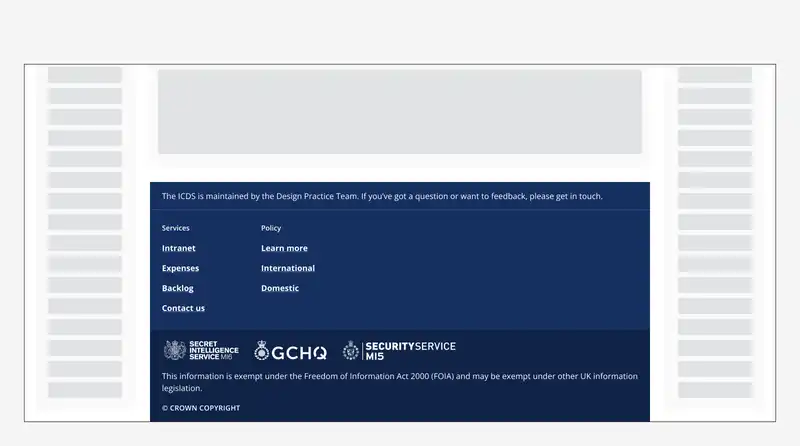 The ICDS is maintained by the Design Practice Team. If you've got a question or want to feedback, please get in touch.
Services
Intranet
Expenses
Backlog
Contact us
Policy
Learn more
International
Domestic
SECRET
INTELLIGENCE
SERVICE MI6
GCHQ
SECURITY SERVICE
MI5
This information is exempt under the Freedom of Information Act 2000 (FOIA) and may be exempt under other UK information
legislation.
© CROWN COPYRIGHT